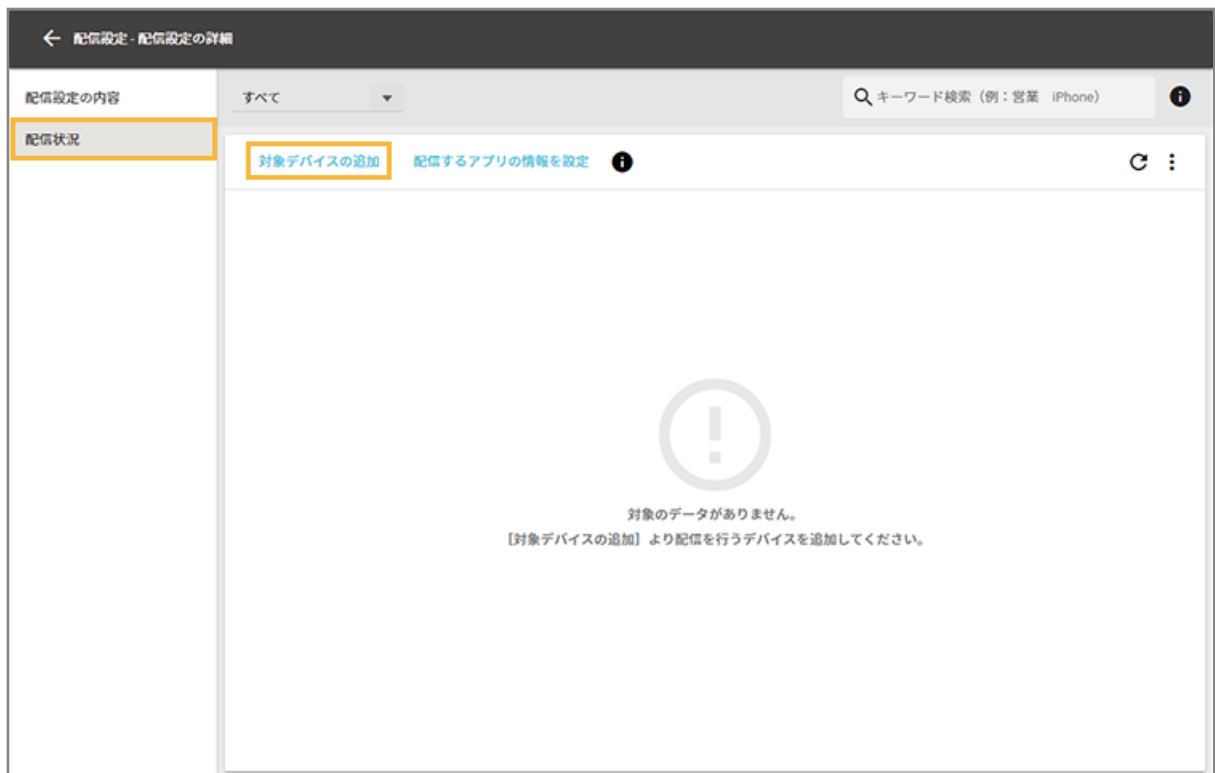 配信設定 - 配信設定の詳細
配信設定の内容
配信状況
すべて
キーワード検索（例：営業　iPhone）
対象デバイスの追加
配信するアプリの情報を設定
対象のデータがありません。
［対象デバイスの追加］より配信を行うデバイスを追加してください。